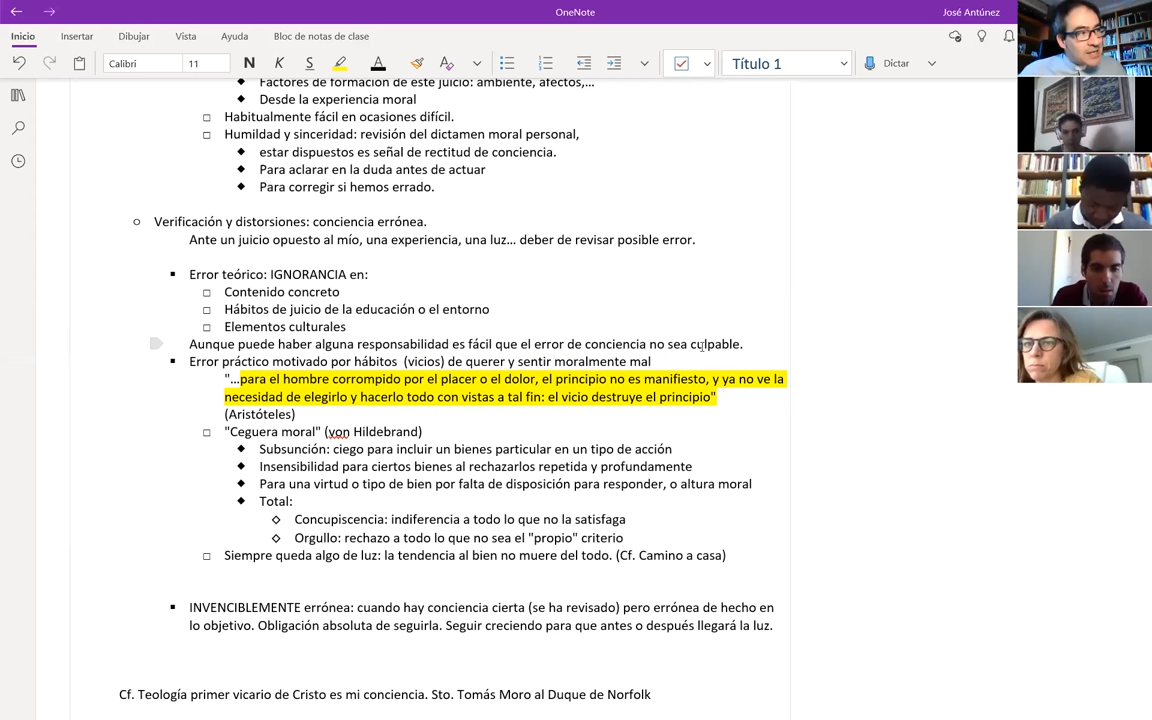 OneNote
José Antúnez
Inicio
Insertar
Dibujar
Vista
Ayuda
Bloc de notas de clase
Calibri
11
N
K
S
A
A
Título 1
Dictar
Factores de formación de este juicio: ambiente, afectos,...
Desde la experiencia moral
Habitualmente fácil en ocasiones difícil.
Humildad y sinceridad: revisión del dictamen moral personal,
estar dispuestos es señal de rectitud de conciencia.
Para aclarar en la duda antes de actuar
Para corregir si hemos errado.
Verificación y distorsiones: conciencia errónea.
Ante un juicio opuesto al mío, una experiencia, una luz... deber de revisar posible error.
Error teórico: IGNORANCIA en:
Contenido concreto
Hábitos de juicio de la educación o el entorno
Elementos culturales
Aunque puede haber alguna responsabilidad es fácil que el error de conciencia no sea culpable.
Error práctico motivado por hábitos (vicios) de querer y sentir moralmente mal
"...para el hombre corrompido por el placer o el dolor, el principio no es manifiesto, y ya no ve la
necesidad de elegirlo y hacerlo todo con vistas a tal fin: el vicio destruye el principio"
(Aristóteles)
"Ceguera moral" (von Hildebrand)
Subsunción: ciego para incluir un bienes particular en un tipo de acción
Insensibilidad para ciertos bienes al rechazarlos repetida y profundamente
Para una virtud o tipo de bien por falta de disposición para responder, o altura moral
Total:
Concupiscencia: indiferencia a todo lo que no la satisfaga
Orgullo: rechazo a todo lo que no sea el "propio" criterio
Siempre queda algo de luz: la tendencia al bien no muere del todo. (Cf. Camino a casa)
INVENCIBLEMENTE errónea: cuando hay conciencia cierta (se ha revisado) pero errónea de hecho en
lo objetivo. Obligación absoluta de seguirla. Seguir creciendo para que antes o después llegará la luz.
Cf. Teología primer vicario de Cristo es mi conciencia. Sto. Tomás Moro al Duque de Norfolk